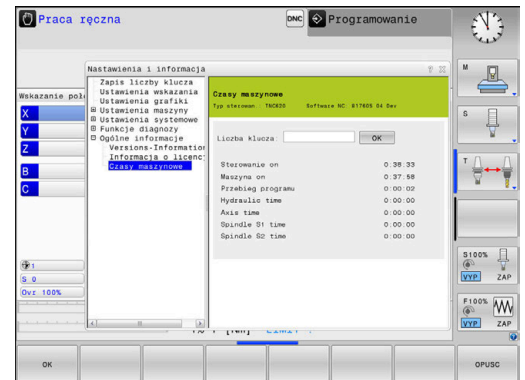 Praca ręczna
DNC
Programowanie
Nastawienia i informacja
Wskazanie poł
X
Y
Z
B
C
1
S 0
Ovr 100%
Zapis liczby klucza
Ustawienia wskazania
Ustawienia grafiki
Ustawienia maszyny
Ustawienia systemowe
Funkcje diagnozy
Ogólne informacje
Versions-Information
Informacja o licenc
Czasy maszynowe
Czasy maszynowe
Typ sterowan.: TNC620 Software NC: 817605 04 Dev
Liczba klucza: OK
Sterowanie on 0:38:33
Maszyna on 0:37:58
Przebieg programu 0:00:02
Hydraulic time 0:00:00
Axis time 0:00:00
Spindle S1 time 0:00:00
Spindle S2 time 0:00:00
M
S
T
S100%
VYP ZAP
F100%
VYP ZAP
OK
OPUSC